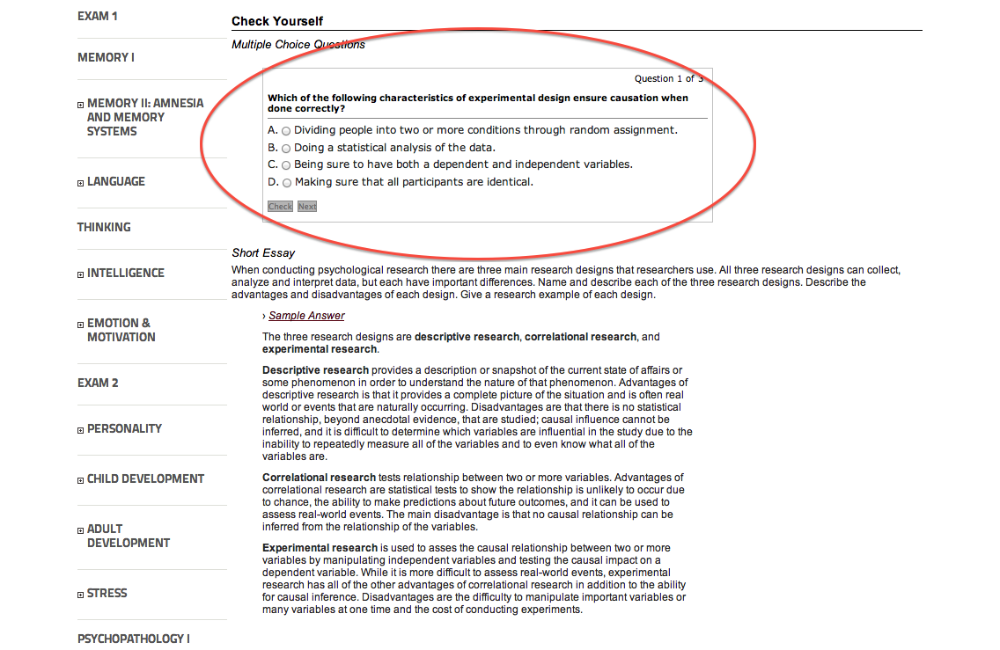 EXAM 1
MEMORY I
MEMORY II: AMNESIA
AND MEMORY
SYSTEMS
LANGUAGE
THINKING
INTELLIGENCE
EMOTION &
MOTIVATION
EXAM 2
PERSONALITY
CHILD DEVELOPMENT
ADULT
DEVELOPMENT
STRESS
PSYCHOPATHOLOGY I
Check Yourself
Multiple Choice Questions
Question 1 of 3
Which of the following characteristics of experimental design ensure causation when
done correctly?
A. Dividing people into two or more conditions through random assignment.
B. Doing a statistical analysis of the data.
C. Being sure to have both a dependent and independent variables.
D. Making sure that all participants are identical.
Check Next
Short Essay
When conducting psychological research there are three main research designs that researchers use. All three research designs can collect,
analyze and interpret data, but each have important differences. Name and describe each of the three research designs. Describe the
advantages and disadvantages of each design. Give a research example of each design.
› Sample Answer
The three research designs are descriptive research, correlational research, and
experimental research.
Descriptive research provides a description or snapshot of the current state of affairs or
some phenomenon in order to understand the nature of that phenomenon. Advantages of
descriptive research is that it provides a complete picture of the situation and is often real
world or events that are naturally occurring. Disadvantages are that there is no statistical
relationship, beyond anecdotal evidence, that are studied; causal influence cannot be
inferred, and it is difficult to determine which variables are influential in the study due to the
inability to repeatedly measure all of the variables and to even know what all of the
variables are.
Correlational research tests relationship between two or more variables. Advantages of
correlational research are statistical tests to show the relationship is unlikely to occur due
to chance, the ability to make predictions about future outcomes, and it can be used to
assess real-world events. The main disadvantage is that no causal relationship can be
inferred from the relationship of the variables.
Experimental research is used to asses the causal relationship between two or more
variables by manipulating independent variables and testing the causal impact on a
dependent variable. While it is more difficult to assess real-world events, experimental
research has all of the other advantages of correlational research in addition to the ability
for causal inference. Disadvantages are the difficulty to manipulate important variables or
many variables at one time and the cost of conducting experiments.